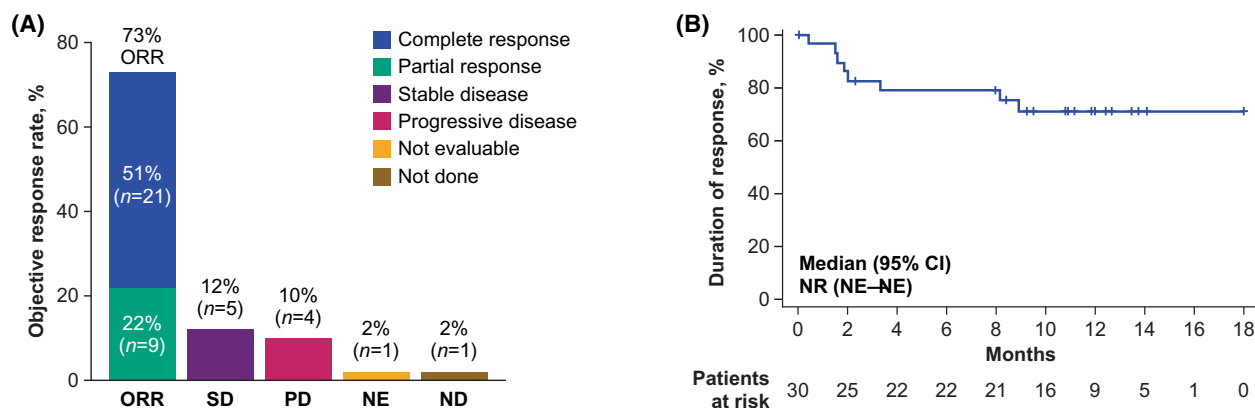 (A)
80
60
40
20
0
Objective response rate, %
73%
ORR
51%
(n=21)
22%
(n=9)
12%
(n=5)
10%
(n=4)
2%
(n=1)
2%
(n=1)
ORR SD PD NE ND
Complete response
Partial response
Stable disease
Progressive disease
Not evaluable
Not done
(B)
100
80
60
40
20
0
Duration of response, %
Median (95% CI)
NR (NE–NE)
0 2 4 6 8 10 12 14 16 18
Months
Patients
at risk
30 25 22 22 21 16 9 5 1 0